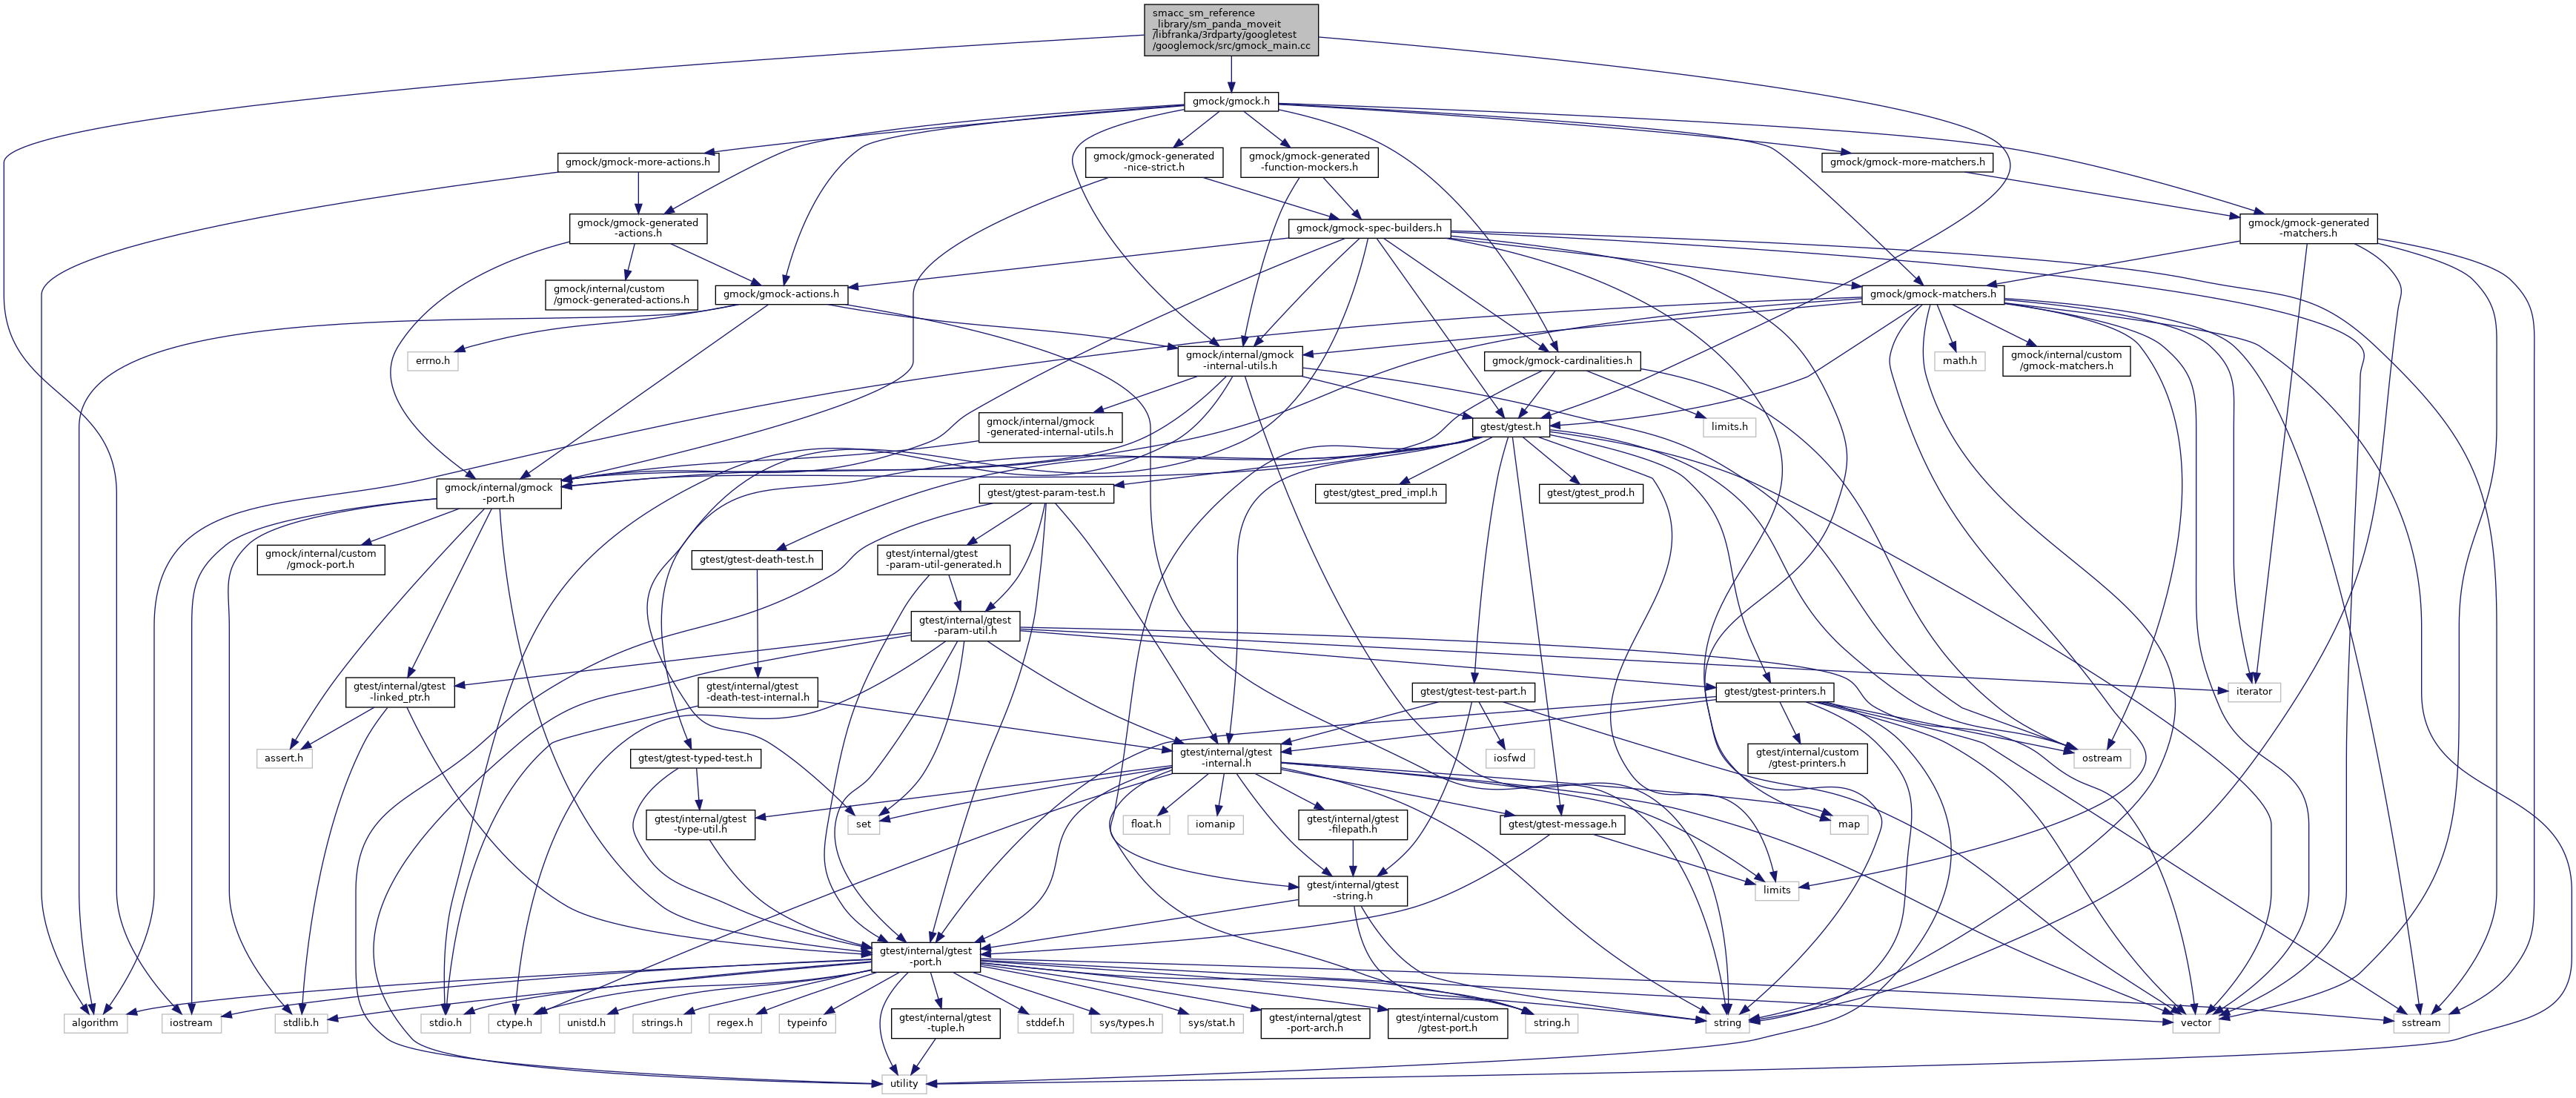 smacc_sm_reference
_library/sm_panda_moveit
/libfranka/3rdparty/googletest
/googlemock/src/gmock_main.cc
gmock/gmock.h
gmock/gmock-more-actions.h
gmock/gmock-generated
-nice-strict.h
gmock/gmock-generated
-function-mockers.h
gmock/gmock-more-matchers.h
gmock/gmock-generated
-actions.h
gmock/gmock-spec-builders.h
gmock/gmock-generated
-matchers.h
gmock/internal/custom
/gmock-generated-actions.h
gmock/gmock-actions.h
gmock/gmock-matchers.h
errno.h
gmock/internal/gmock
-internal-utils.h
gmock/gmock-cardinalities.h
math.h
gmock/internal/custom
/gmock-matchers.h
gmock/internal/gmock
-generated-internal-utils.h
gtest/gtest.h
limits.h
gmock/internal/gmock
-port.h
gtest/gtest-param-test.h
gtest/gtest_pred_impl.h
gtest/gtest_prod.h
gmock/internal/custom
/gmock-port.h
gtest/gtest-death-test.h
gtest/internal/gtest
-param-util-generated.h
gtest/internal/gtest
-param-util.h
gtest/internal/gtest
-linked_ptr.h
gtest/internal/gtest
-death-test-internal.h
gtest/gtest-test-part.h
gtest/gtest-printers.h
iterator
assert.h
gtest/gtest-typed-test.h
gtest/internal/gtest
-internal.h
iosfwd
gtest/internal/custom
/gtest-printers.h
ostream
gtest/internal/gtest
-type-util.h
set
float.h
iomanip
gtest/internal/gtest
-filepath.h
gtest/gtest-message.h
map
gtest/internal/gtest
-string.h
limits
gtest/internal/gtest
-port.h
algorithm
iostream
stdlib.h
stdio.h
ctype.h
unistd.h
strings.h
regex.h
typeinfo
gtest/internal/gtest
-tuple.h
stddef.h
sys/types.h
sys/stat.h
gtest/internal/gtest
-port-arch.h
gtest/internal/custom
/gtest-port.h
string.h
string
vector
sstream
utility